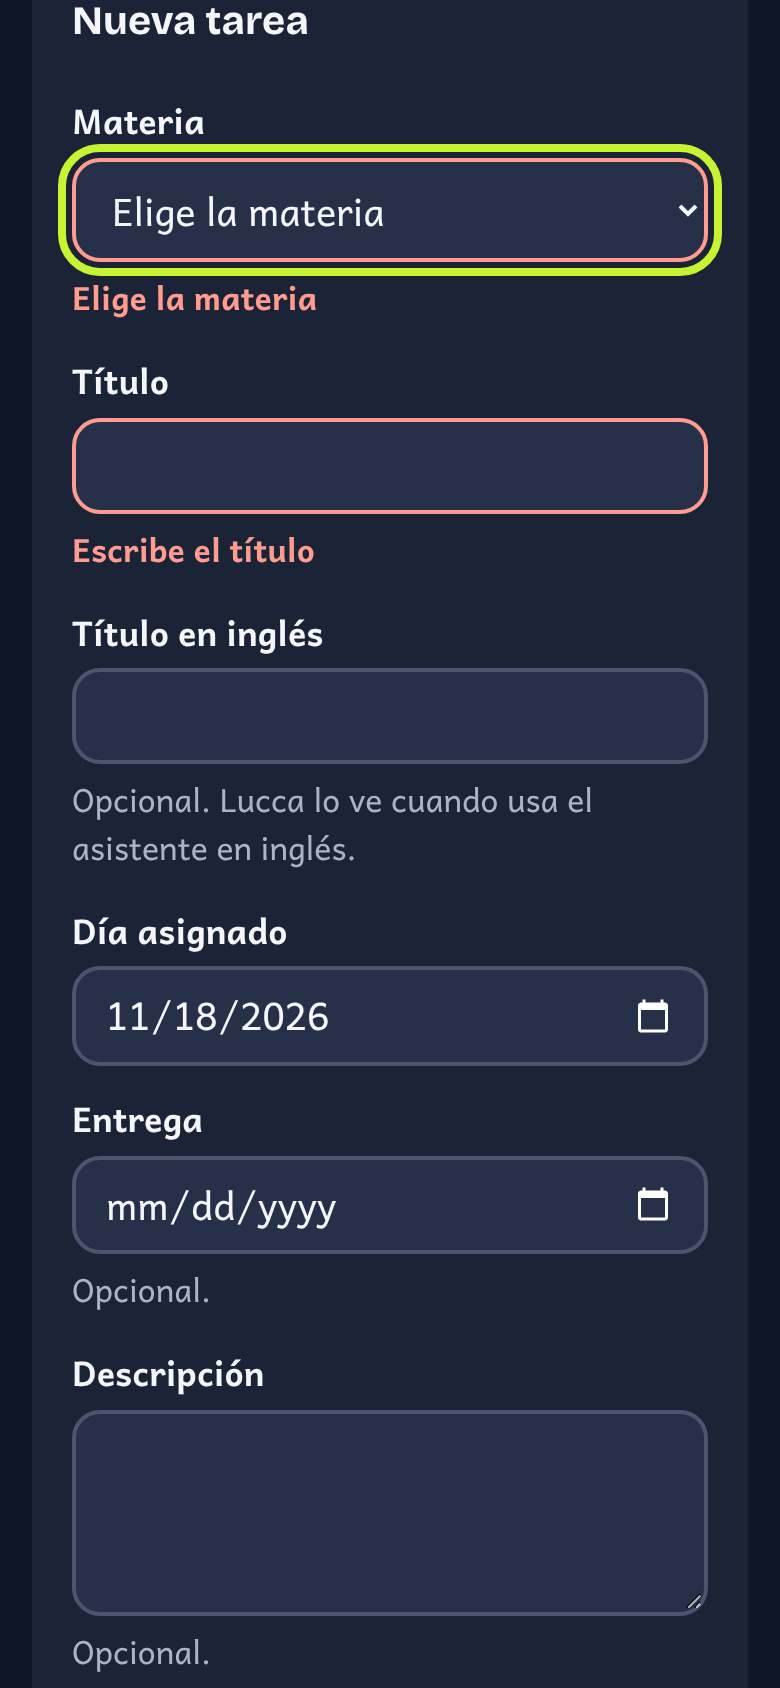 Nueva tarea
Materia
Elige la materia
Elige la materia
Título
Escribe el título
Título en inglés
Opcional. Lucca lo ve cuando usa el
asistente en inglés.
Día asignado
11/18/2026
Entrega
mm/dd/yyyy
Opcional.
Descripción
Opcional.